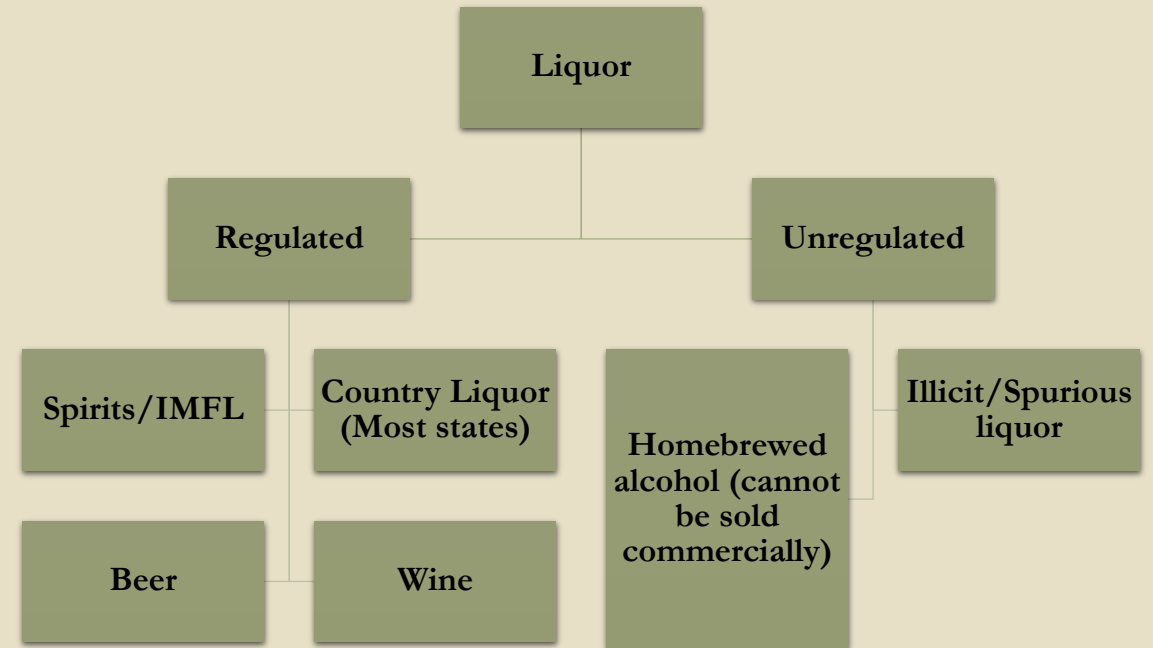 Liquor
Regulated
Unregulated
Spirits/IMFL
Country Liquor
(Most states)
Homebrewed
alcohol (cannot
be sold
commercially)
Illicit/Spurious
liquor
Beer
Wine